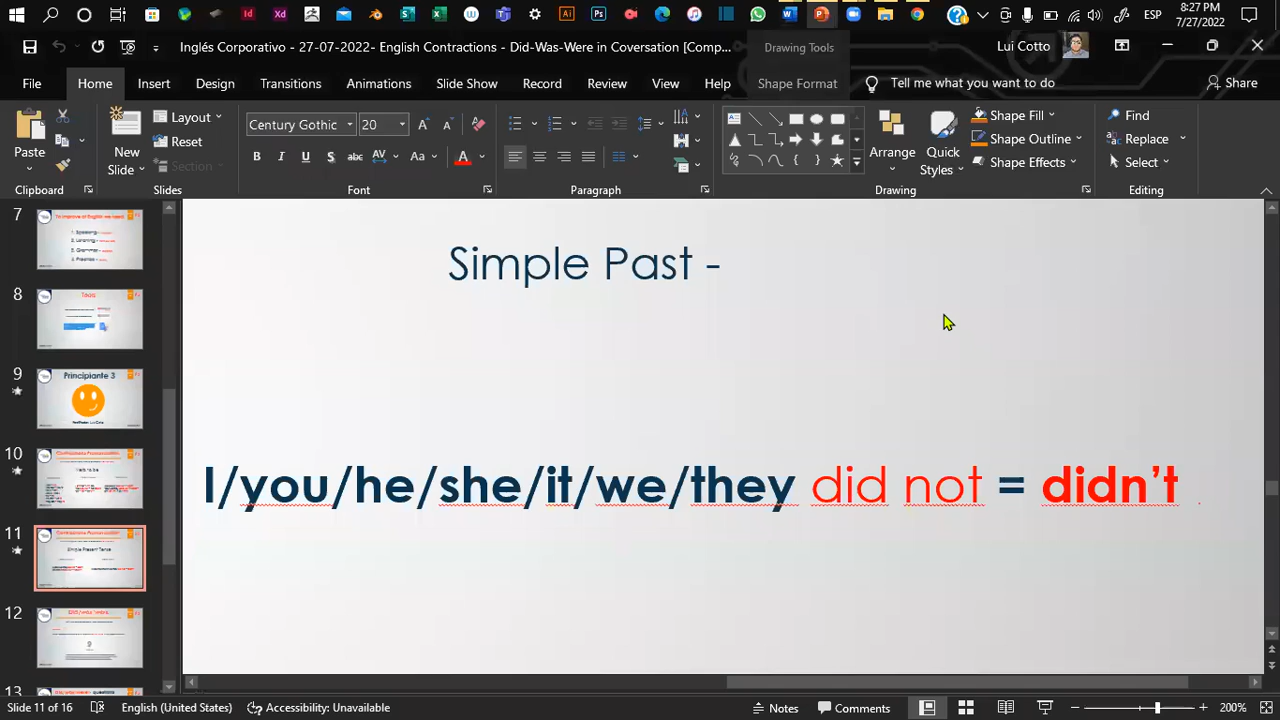 8:27 PM
ESP
7/27/2022
Inglés Corporativo - 27-07-2022- English Contractions - Did-Was-Were in Coversation [Comp...
Drawing Tools
Lui Cotto
File Home Insert Design Slide Show Transitions Animations Record Review View Help Shape Format Tell me what you want to do Share
Paste
New
Slide
Layout
Reset
Section
Century Gothic 20
Arrange
Quick
Styles
Shape Fill
Shape Outline
Shape Effects
Find
Replace
Select
Clipboard Slides Font Paragraph Drawing Editing
7
8
9
Principiante 3
10
11
Simple Present Tense
12
13
Simple Past -
I/you/he/she/it/we/they did not = didn't .
Slide 11 of 16 English (United States) Accessibility: Unavailable Notes Comments 200%